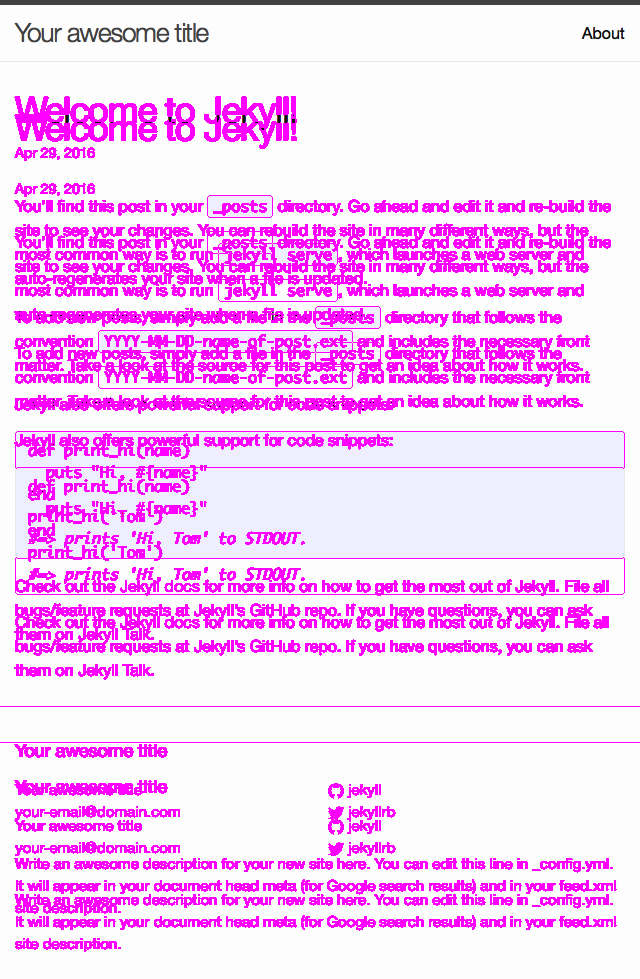 Your awesome title
About
Welcome to Jekyll!
Welcome to Jekyll!
Apr 29, 2016
Apr 29, 2016
You'll find this post in your _posts directory. Go ahead and edit it and re-build the
site to see your changes. You can rebuild the site in many different ways, but the
You'll find this post in your _posts directory. Go ahead and edit it and re-build the
most common way is to run jekyll serve, which launches a web server and
site to see your changes. You can rebuild the site in many different ways, but the
auto-regenerates your site when a file is updated.
most common way is to run jekyll serve, which launches a web server and
auto-regenerates your site when a file is updated.
To add new posts, simply add a file in the _posts directory that follows the
convention YYYY-MM-DD-name-of-post.ext and includes the necessary front
To add new posts, simply add a file in the _posts directory that follows the
matter. Take a look at the source for this post to get an idea about how it works.
convention YYYY-MM-DD-name-of-post.ext and includes the necessary front
matter. Take a look at the source for this post to get an idea about how it works.
Jekyll also offers powerful support for code snippets:
Jekyll also offers powerful support for code snippets:
def print_hi(name)
puts "Hi, #{name}"
def print_hi(name)
end
puts "Hi, #{name}"
print_hi('Tom')
end
#=> prints 'Hi, Tom' to STDOUT.
print_hi('Tom')
#=> prints 'Hi, Tom' to STDOUT.
Check out the Jekyll docs for more info on how to get the most out of Jekyll. File all
bugs/feature requests at Jekyll's GitHub repo. If you have questions, you can ask
Check out the Jekyll docs for more info on how to get the most out of Jekyll. File all
them on Jekyll Talk.
bugs/feature requests at Jekyll's GitHub repo. If you have questions, you can ask
them on Jekyll Talk.
Your awesome title
Your awesome title
Your awesome title
jekyll
your-email@domain.com
jekyllrb
Your awesome title
jekyll
your-email@domain.com
jekyllrb
Write an awesome description for your new site here. You can edit this line in _config.yml.
It will appear in your document head meta (for Google search results) and in your feed.xml
Write an awesome description for your new site here. You can edit this line in _config.yml.
site description.
It will appear in your document head meta (for Google search results) and in your feed.xml
site description.